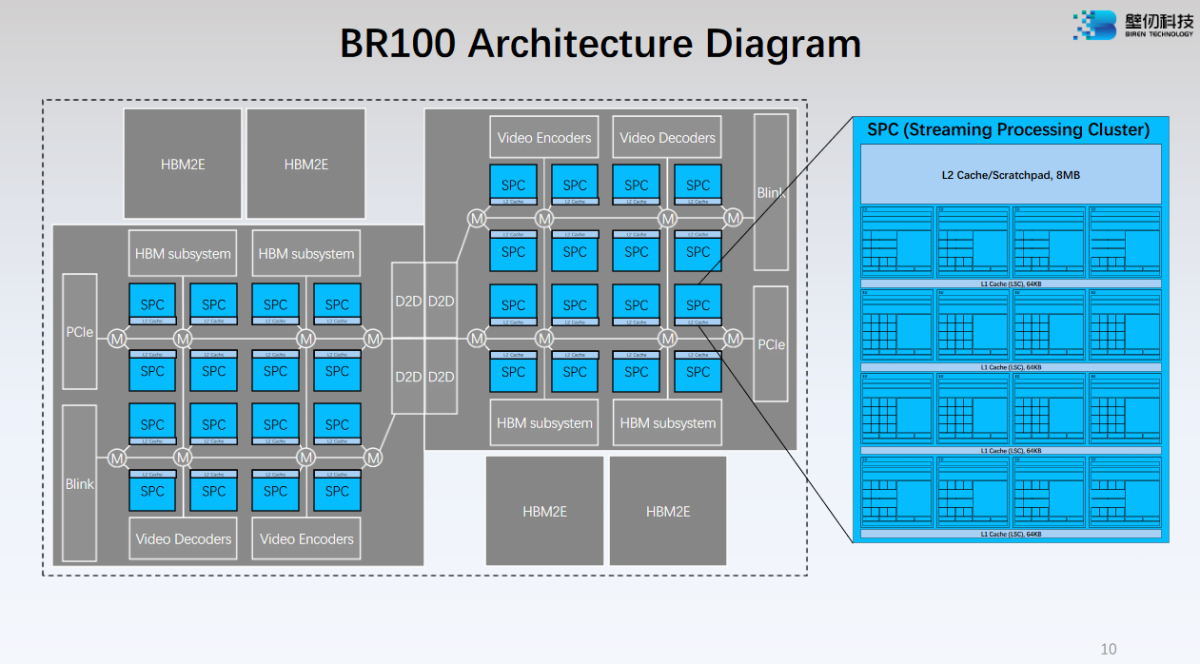 BR100 Architecture Diagram
壁仞科技
BIREN TECHNOLOGY
HBM2E
HBM2E
HBM subsystem
HBM subsystem
PCIe
Blink
SPC
L2 Cache
SPC
L2 Cache
SPC
L2 Cache
SPC
L2 Cache
M
M
M
M
L2 Cache
SPC
L2 Cache
SPC
L2 Cache
SPC
L2 Cache
SPC
SPC
L2 Cache
SPC
L2 Cache
SPC
L2 Cache
SPC
L2 Cache
M
M
M
M
L2 Cache
SPC
L2 Cache
SPC
L2 Cache
SPC
L2 Cache
SPC
Video Decoders
Video Encoders
D2D
D2D
D2D
D2D
Video Encoders
Video Decoders
Blink
PCIe
SPC
L2 Cache
SPC
L2 Cache
SPC
L2 Cache
SPC
L2 Cache
M
M
M
M
L2 Cache
SPC
L2 Cache
SPC
L2 Cache
SPC
L2 Cache
SPC
SPC
L2 Cache
SPC
L2 Cache
SPC
L2 Cache
SPC
L2 Cache
M
M
M
M
L2 Cache
SPC
L2 Cache
SPC
L2 Cache
SPC
L2 Cache
SPC
HBM subsystem
HBM subsystem
HBM2E
HBM2E
SPC (Streaming Processing Cluster)
L2 Cache/Scratchpad, 8MB
L1 Cache (LSC), 64KB
L1 Cache (LSC), 64KB
L1 Cache (LSC), 64KB
L1 Cache (LSC), 64KB
10